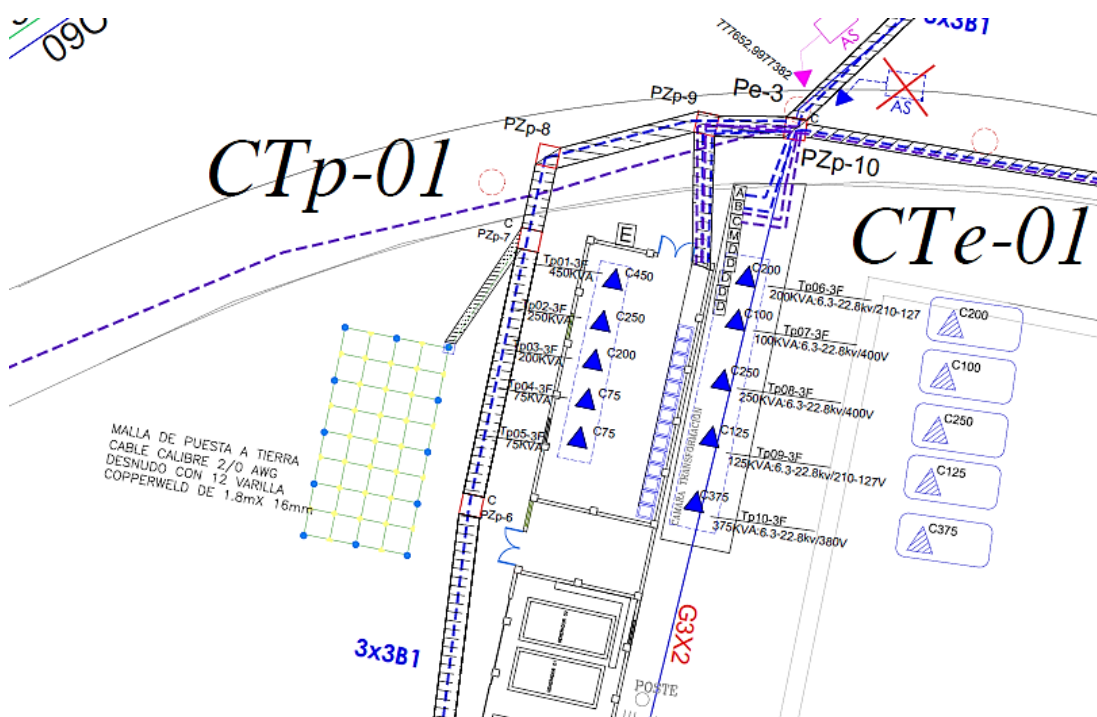 09C
3x3B1
777652,9977382
AS
AS
Pe-3
PZp-9
PZp-8
C
PZp-10
CTp-01
CTe-01
C
PZp-7
E
A
B
C
M
D
D
D
D
D
Tp01-3F
450KVA
C450
Tp02-3F
250KVA
C250
Tp03-3F
200KVA
C200
Tp04-3F
75KVA
C75
Tp05-3F
75KVA
C75
C200
Tp06-3F
200KVA:6.3-22.8kv/210-127
C100
Tp07-3F
100KVA:6.3-22.8kv/400V
C250
Tp08-3F
250KVA:6.3-22.8kv/400V
C125
Tp09-3F
125KVA:6.3-22.8kv/210-127V
C375
Tp10-3F
375KVA:6.3-22.8kv/380V
CAMARA TRANSFORMACION
C200
C100
C250
C125
C375
MALLA DE PUESTA A TIERRA
CABLE CALIBRE 2/0 AWG
DESNUDO CON 12 VARILLA
COPPERWELD DE 1.8mX 16mm
C
PZp-6
3x3B1
G3X2
POSTE